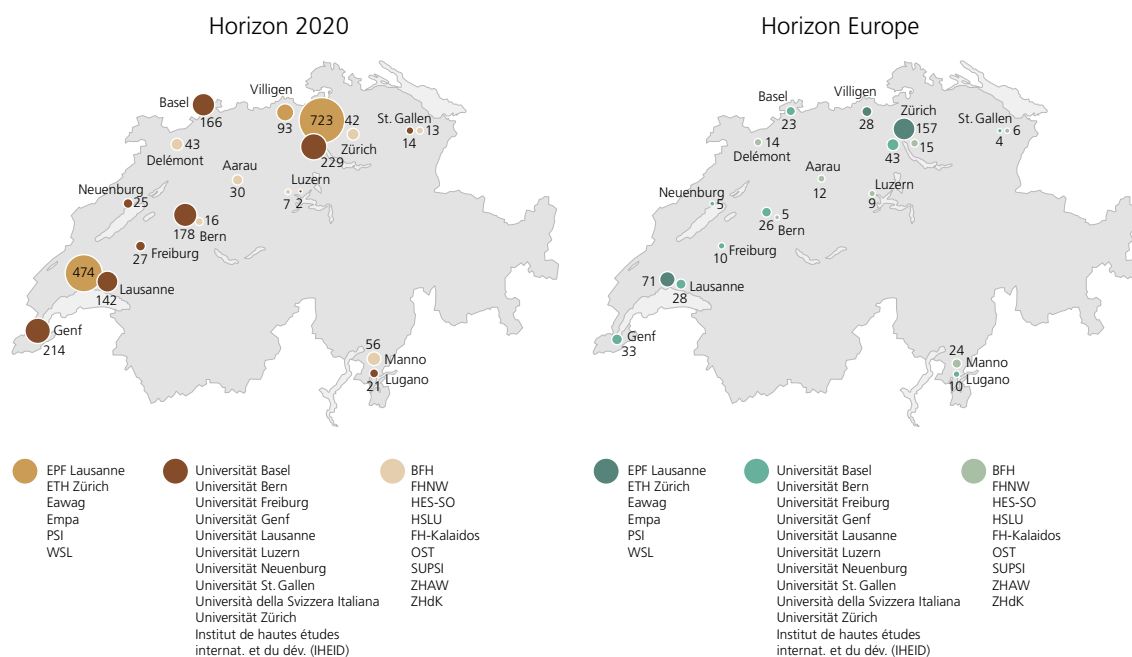 Horizon 2020
Villigen
Basel
166
93
723
42
St. Gallen
13
14
43
Delémont
229
Zürich
Aarau
30
Luzern
7
2
Neuenburg
25
16
178
Bern
27
Freiburg
474
Lausanne
142
Genf
214
56
Manno
Lugano
21
EPF Lausanne
ETH Zürich
Eawag
Empa
PSI
WSL
Universität Basel
Universität Bern
Universität Freiburg
Universität Genf
Universität Lausanne
Universität Luzern
Universität Neuenburg
Universität St. Gallen
Università della Svizzera Italiana
Universität Zürich
Institut de hautes études
internat. et du dév. (IHEID)
BFH
FHNW
HES-SO
HSLU
FH-Kalaidos
OST
SUPSI
ZHAW
ZHdK
Horizon Europe
Villigen
Basel
23
28
Zürich
157
St. Gallen
6
4
14
Delémont
43
15
Aarau
12
Luzern
9
Neuenburg
5
5
26
Bern
Freiburg
10
71
Lausanne
28
Genf
33
24
Manno
Lugano
10
EPF Lausanne
ETH Zürich
Eawag
Empa
PSI
WSL
Universität Basel
Universität Bern
Universität Freiburg
Universität Genf
Universität Lausanne
Universität Luzern
Universität Neuenburg
Universität St. Gallen
Università della Svizzera Italiana
Universität Zürich
Institut de hautes études
internat. et du dév. (IHEID)
BFH
FHNW
HES-SO
HSLU
FH-Kalaidos
OST
SUPSI
ZHAW
ZHdK